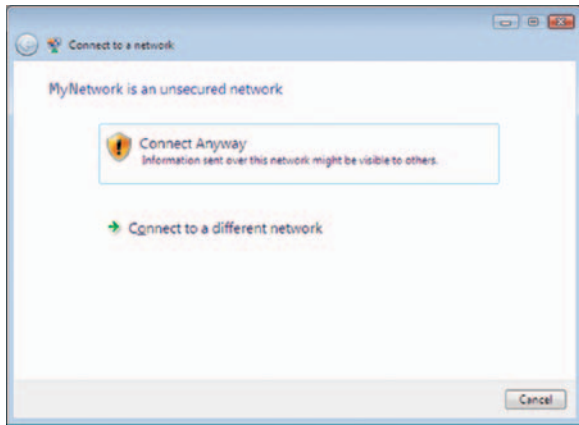 Connect to a network
MyNetwork is an unsecured network
Connect Anyway
Information sent over this network might be visible to others.
Connect to a different network
Cancel